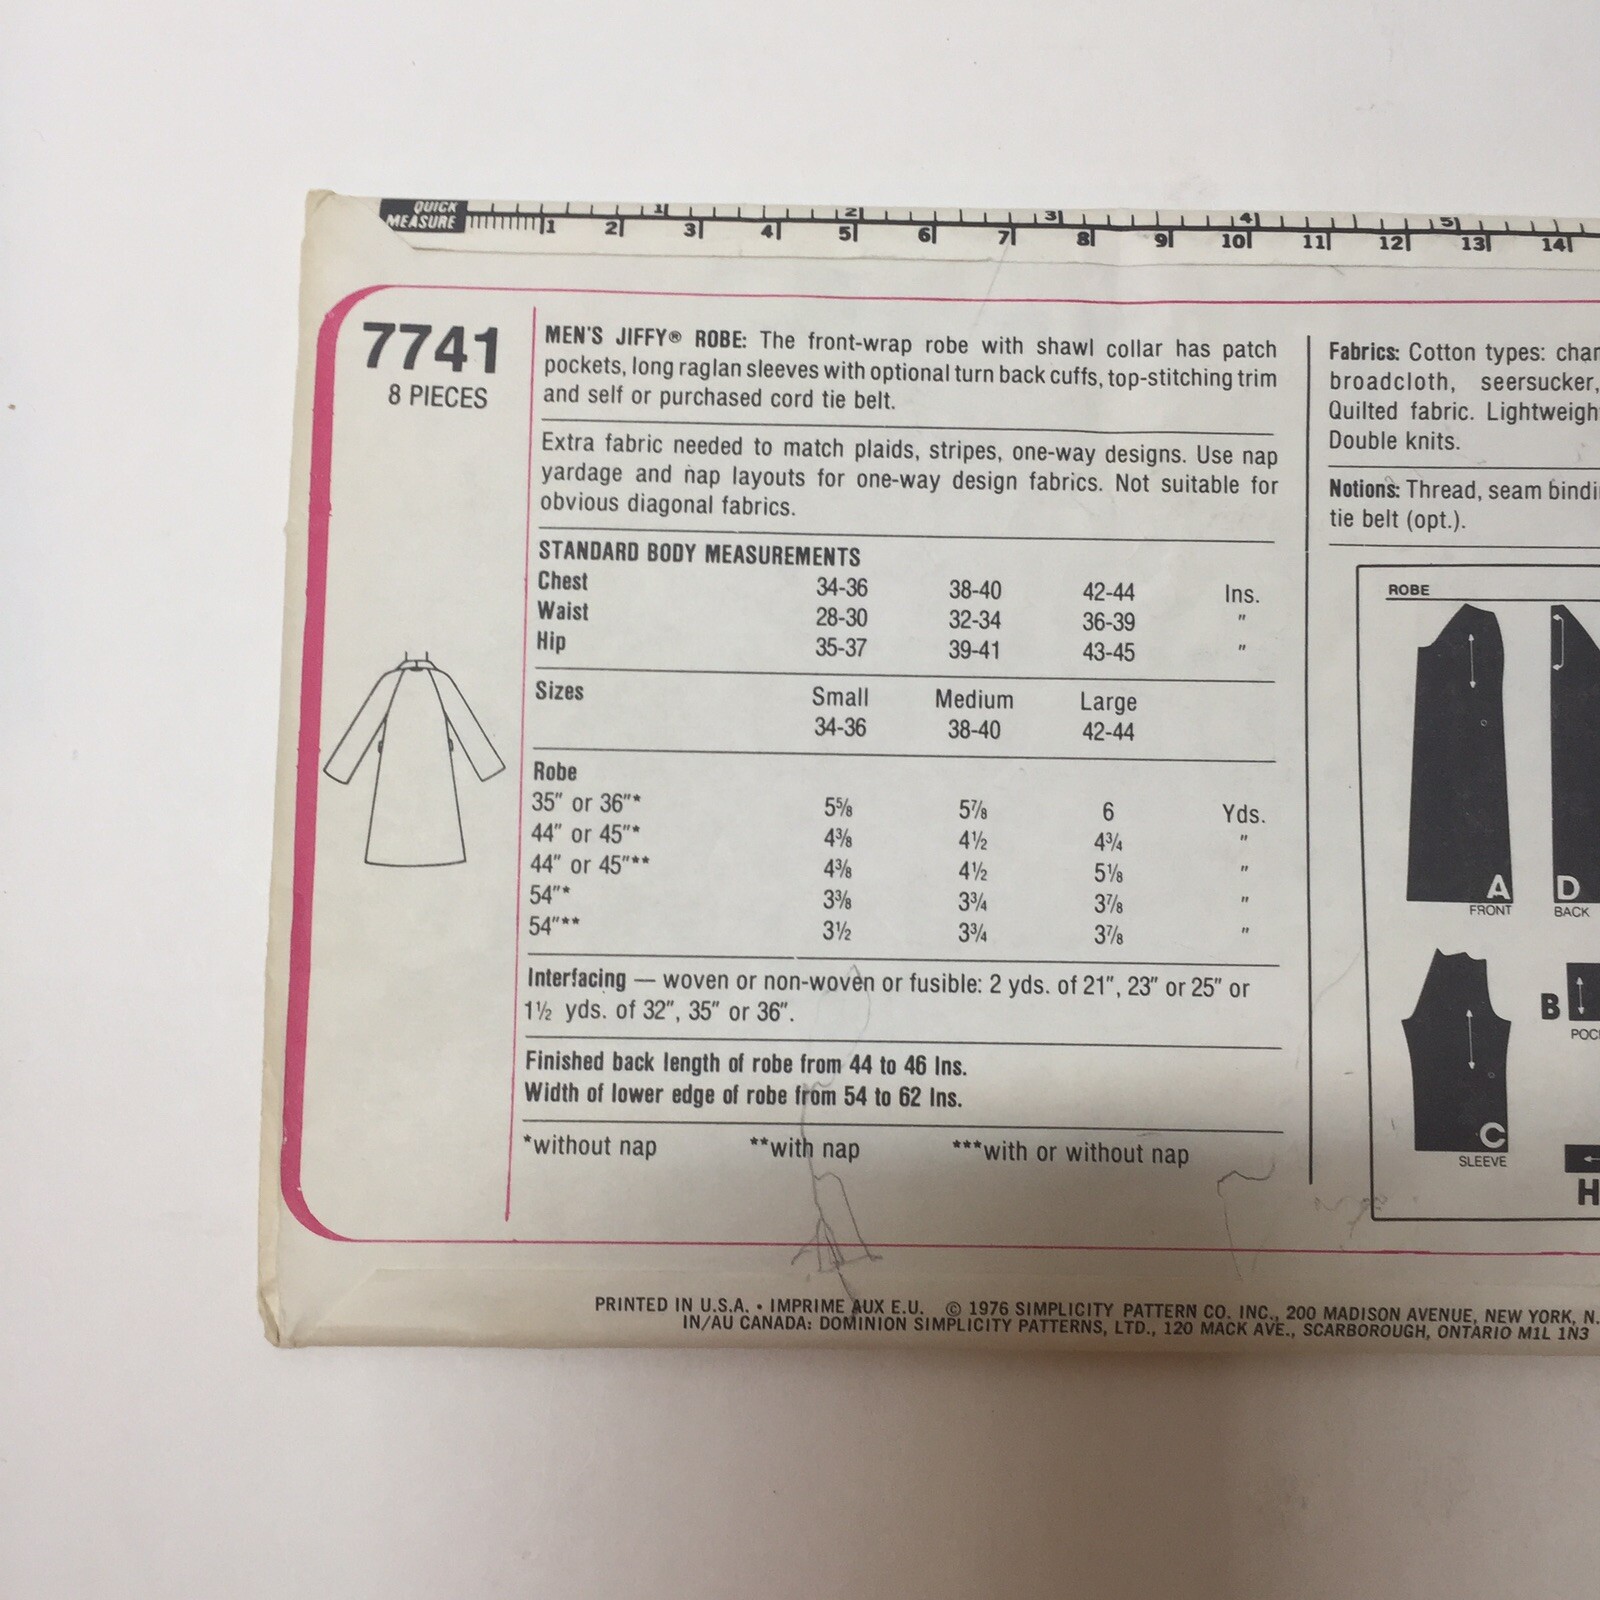 QUICK
MEASURE
1 2 3 4 5
1 2 3 4 5 6 7 8 9 10 11 12 13 14
7741
8 PIECES
MEN'S JIFFY® ROBE: The front-wrap robe with shawl collar has patch
pockets, long raglan sleeves with optional turn back cuffs, top-stitching trim
and self or purchased cord tie belt.
Extra fabric needed to match plaids, stripes, one-way designs. Use nap
yardage and nap layouts for one-way design fabrics. Not suitable for
obvious diagonal fabrics.
STANDARD BODY MEASUREMENTS
Chest 34-36 38-40 42-44 Ins.
Waist 28-30 32-34 36-39 "
Hip 35-37 39-41 43-45 "
Sizes Small Medium Large
34-36 38-40 42-44
Robe
35" or 36"* 5⅝ 5⅞ 6 Yds.
44" or 45"* 4⅜ 4½ 4¾ "
44" or 45"** 4⅜ 4½ 5⅛ "
54"* 3⅜ 3¾ 3⅞ "
54"** 3½ 3¾ 3⅞ "
Interfacing — woven or non-woven or fusible: 2 yds. of 21", 23" or 25" or
1½ yds. of 32", 35" or 36".
Finished back length of robe from 44 to 46 Ins.
Width of lower edge of robe from 54 to 62 Ins.
*without nap **with nap ***with or without nap
Fabrics: Cotton types:
broadcloth, seersucker,
Quilted fabric.
Double knits.
Notions: Thread, seam
tie belt (opt.).
ROBE
A
FRONT
D
BACK
C
SLEEVE
B
H
PRINTED IN U.S.A. • IMPRIME AUX E.U. © 1976 SIMPLICITY PATTERN CO. INC., 200 MADISON AVENUE, NEW YORK, N.
IN/AU CANADA: DOMINION SIMPLICITY PATTERNS, LTD., 120 MACK AVE., SCARBOROUGH, ONTARIO M1L 1N3